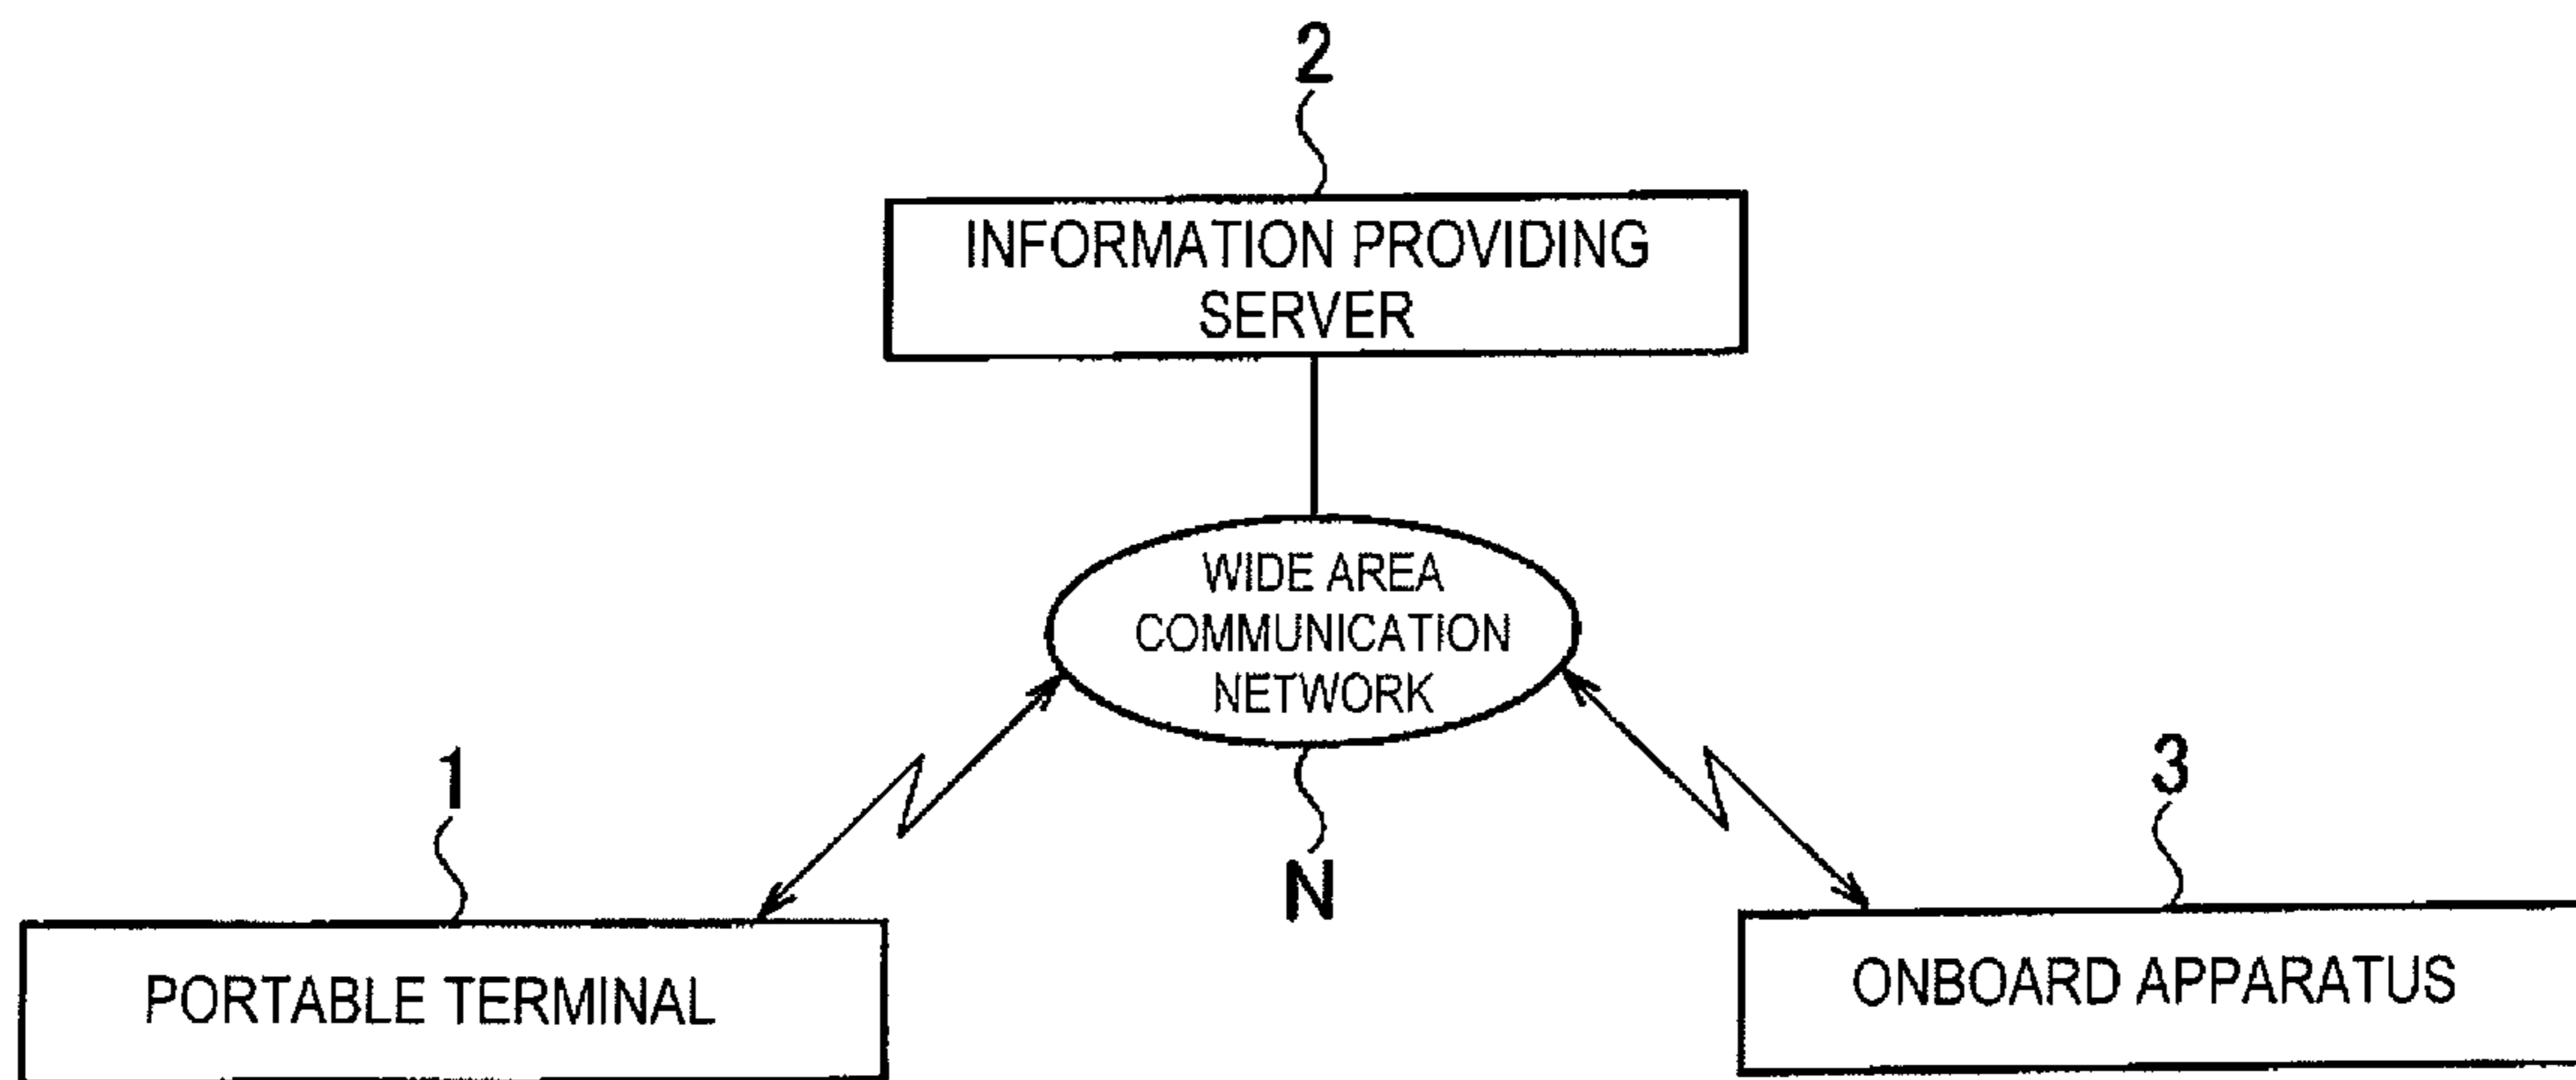 2
INFORMATION PROVIDING
SERVER
WIDE AREA
COMMUNICATION
NETWORK
N
1
PORTABLE TERMINAL
3
ONBOARD APPARATUS